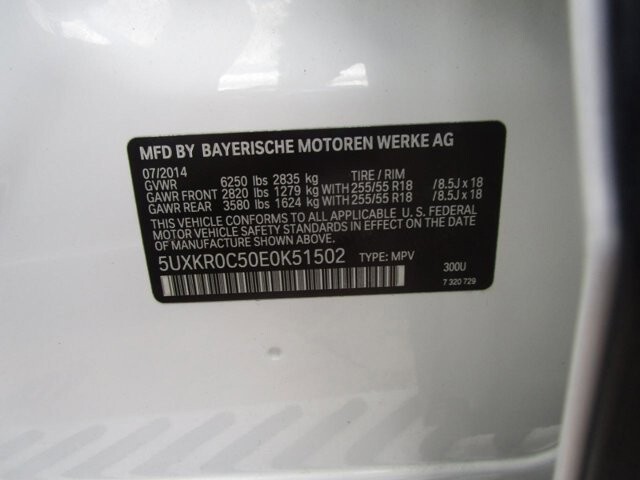 MFD BY BAYERISCHE MOTOREN WERKE AG
07/2014 TIRE / RIM
GVWR 6250 lbs 2835 kg
GAWR FRONT 2820 lbs 1279 kg WITH 255/55 R18 /8.5J x 18
GAWR REAR 3580 lbs 1624 kg WITH 255/55 R18 /8.5J x 18
THIS VEHICLE CONFORMS TO ALL APPLICABLE U.S. FEDERAL
MOTOR VEHICLE SAFETY STANDARDS IN EFFECT ON THE
DATE OF MANUFACTURE SHOWN ABOVE.
5UXKR0C50E0K51502 TYPE: MPV
300U
7 320 729